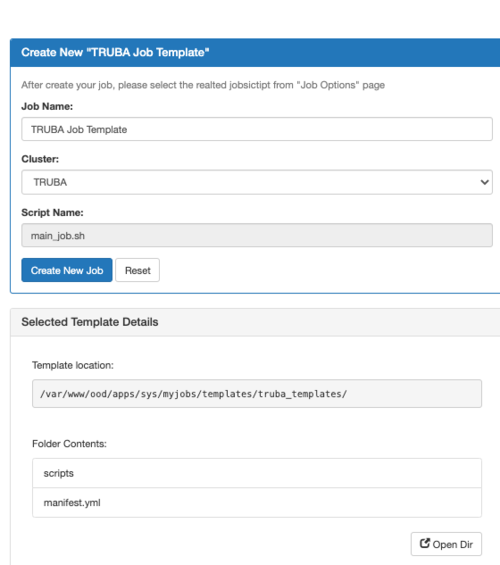 Create New "TRUBA Job Template"
After create your job, please select the realted jobsictipt from "Job Options" page
Job Name:
TRUBA Job Template
Cluster:
TRUBA
Script Name:
main_job.sh
Create New Job Reset
Selected Template Details
Template location:
/var/www/ood/apps/sys/myjobs/templates/truba_templates/
Folder Contents:
scripts
manifest.yml
Open Dir